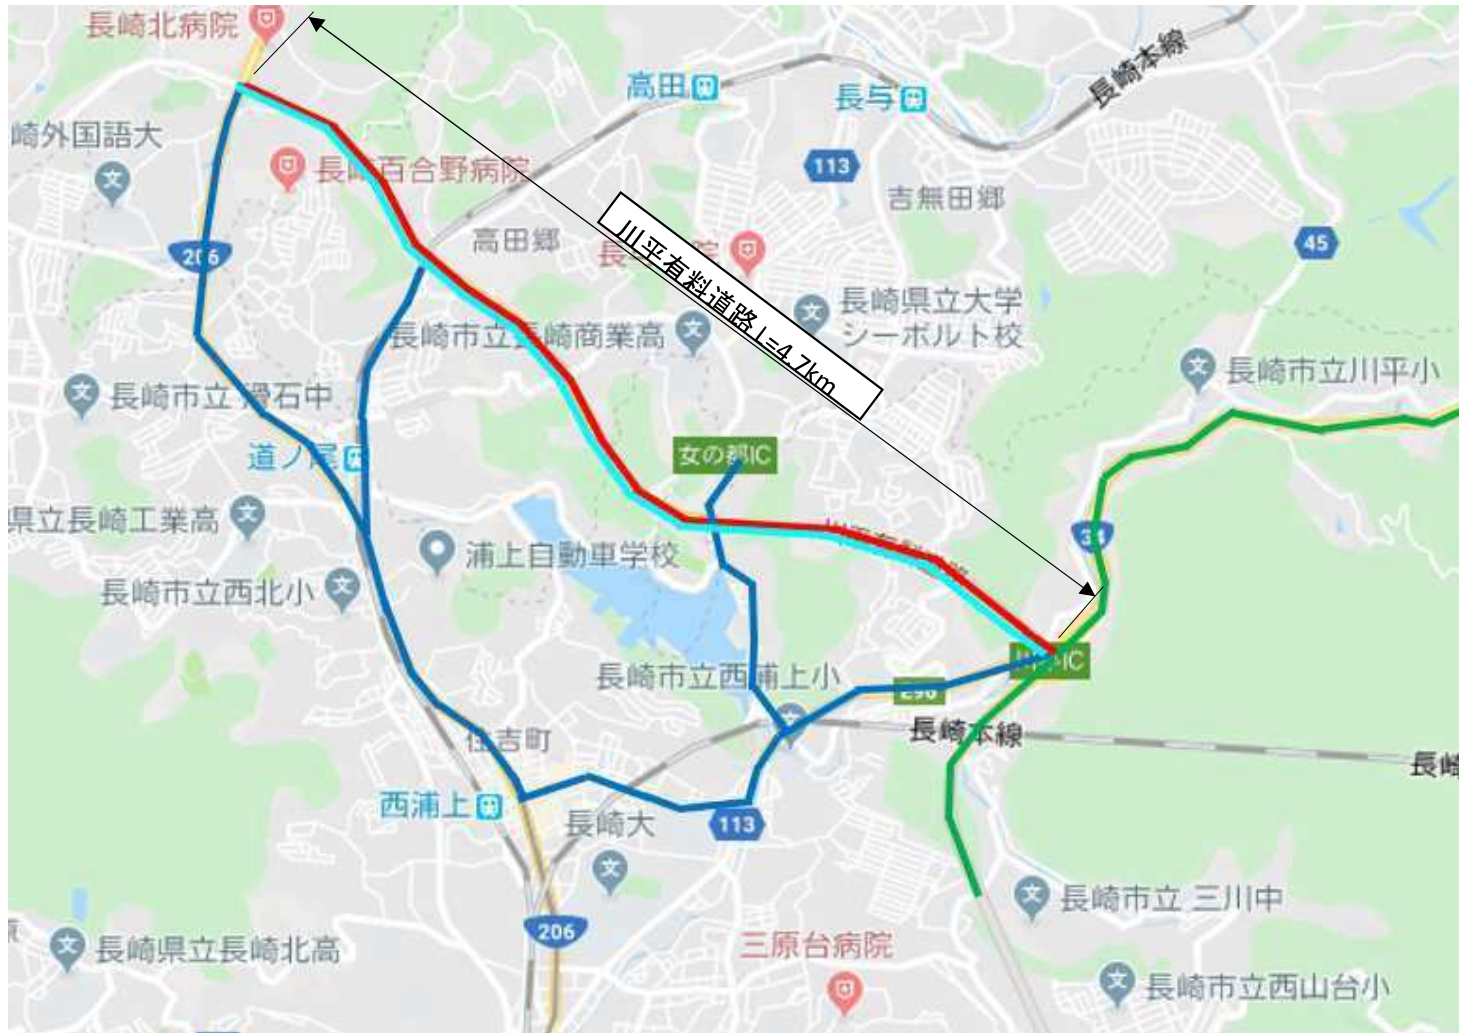 長崎北病院
高田
長与
長崎本線
崎外国語大
長崎百合野病院
113
吉無田郷
206
高田郷
45
川平有料道路 L=4.7km
長崎県立大学
シーボルト校
長崎市立長崎商業高
長崎市立川平小
長崎市立 滑石中
道ノ尾
女の都IC
県立長崎工業高
34
浦上自動車学校
長崎市立西北小
長崎市立西浦上小
E96
住吉町
長崎本線
長崎
西浦上
長崎大
113
長崎市立 三川中
206
三原台病院
長崎県立長崎北高
長崎市立西山台小